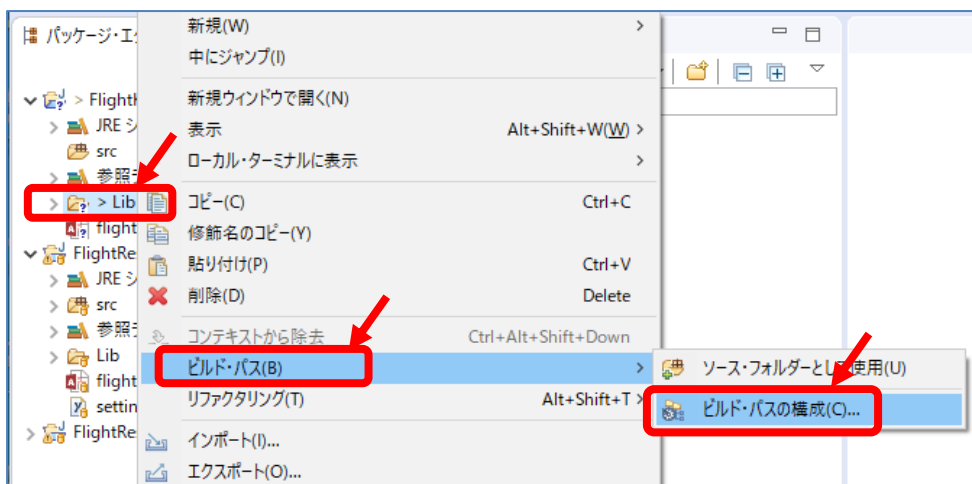 パッケージ・エ
> Flight
JRE シ
src
参照
> Lib
flight
FlightRe
JRE シ
src
参照
Lib
flight
settin
FlightRe
新規(W)
中にジャンプ(I)
新規ウィンドウで開く(N)
表示 Alt+Shift+W(W) >
ローカル・ターミナルに表示
コピー(C) Ctrl+C
修飾名のコピー(Y)
貼り付け(P) Ctrl+V
削除(D) Delete
コンテキストから除去 Ctrl+Alt+Shift+Down
ビルド・パス(B)
リファクタリング(T) Alt+Shift+T >
インポート(I)...
エクスポート(O)...
ソース・フォルダーとして使用(U)
ビルド・パスの構成(C)...